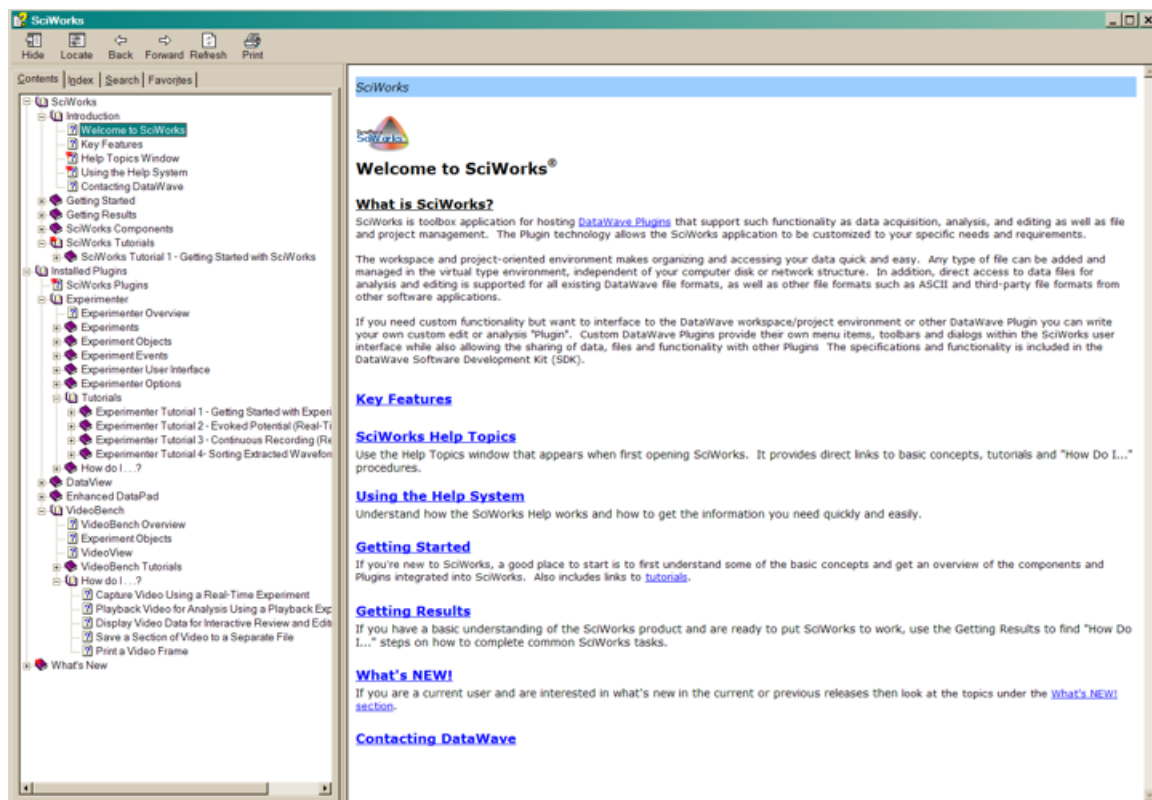 SciWorks
Hide Locate Back Forward Refresh Print
Contents Index Search Favorites
SciWorks
Introduction
Welcome to SciWorks
Key Features
Help Topics Window
Using the Help System
Contacting DataWave
Getting Started
Getting Results
SciWorks Components
SciWorks Tutorials
SciWorks Tutorial 1 - Getting Started with SciWorks
Installed Plugins
SciWorks Plugins
Experimenter
Experimenter Overview
Experiments
Experiment Objects
Experiment Events
Experimenter User Interface
Experimenter Options
Tutorials
Experimenter Tutorial 1 - Getting Started with Experi
Experimenter Tutorial 2 - Evoked Potential (Real-Ti
Experimenter Tutorial 3 - Continuous Recording (Re
Experimenter Tutorial 4- Sorting Extracted Wavefon
How do I . . .?
DataView
Enhanced DataPad
VideoBench
VideoBench Overview
Experiment Objects
VideoView
VideoBench Tutorials
How do I . . .?
Capture Video Using a Real-Time Experiment
Playback Video for Analysis Using a Playback Exp
Display Video Data for Interactive Review and Edit
Save a Section of Video to a Separate File
Print a Video Frame
What's New
SciWorks
SciWorks
Welcome to SciWorks®
What is SciWorks?
SciWorks is toolbox application for hosting DataWave Plugins that support such functionality as data acquisition, analysis, and editing as well as file
and project management. The Plugin technology allows the SciWorks application to be customized to your specific needs and requirements.
The workspace and project-oriented environment makes organizing and accessing your data quick and easy. Any type of file can be added and
managed in the virtual type environment, independent of your computer disk or network structure. In addition, direct access to data files for
analysis and editing is supported for all existing DataWave file formats, as well as other file formats such as ASCII and third-party file formats from
other software applications.
If you need custom functionality but want to interface to the DataWave workspace/project environment or other DataWave Plugin you can write
your own custom edit or analysis "Plugin". Custom DataWave Plugins provide their own menu items, toolbars and dialogs within the SciWorks user
interface while also allowing the sharing of data, files and functionality with other Plugins The specifications and functionality is included in the
DataWave Software Development Kit (SDK).
Key Features
SciWorks Help Topics
Use the Help Topics window that appears when first opening SciWorks. It provides direct links to basic concepts, tutorials and "How Do I..."
procedures.
Using the Help System
Understand how the SciWorks Help works and how to get the information you need quickly and easily.
Getting Started
If you're new to SciWorks, a good place to start is to first understand some of the basic concepts and get an overview of the components and
Plugins integrated into SciWorks. Also includes links to tutorials.
Getting Results
If you have a basic understanding of the SciWorks product and are ready to put SciWorks to work, use the Getting Results to find "How Do
I..." steps on how to complete common SciWorks tasks.
What's NEW!
If you are a current user and are interested in what's new in the current or previous releases then look at the topics under the What's NEW!
section.
Contacting DataWave